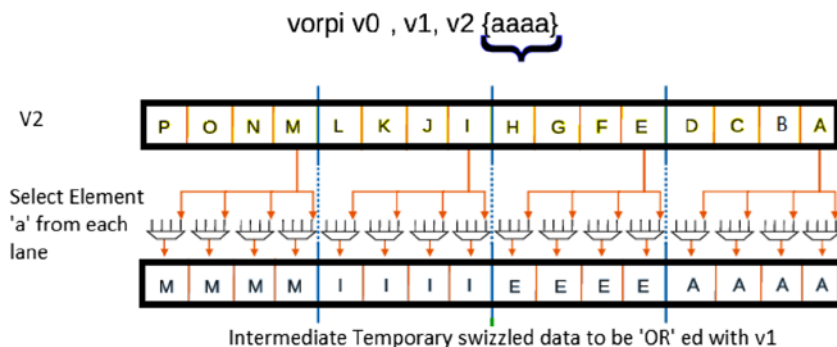 vorpi v0 , v1, v2 {aaaa}
V2
P O N M L K J I H G F E D C B A
Select Element
'a' from each
lane
M M M M I I I I E E E E A A A A
Intermediate Temporary swizzled data to be 'OR' ed with v1